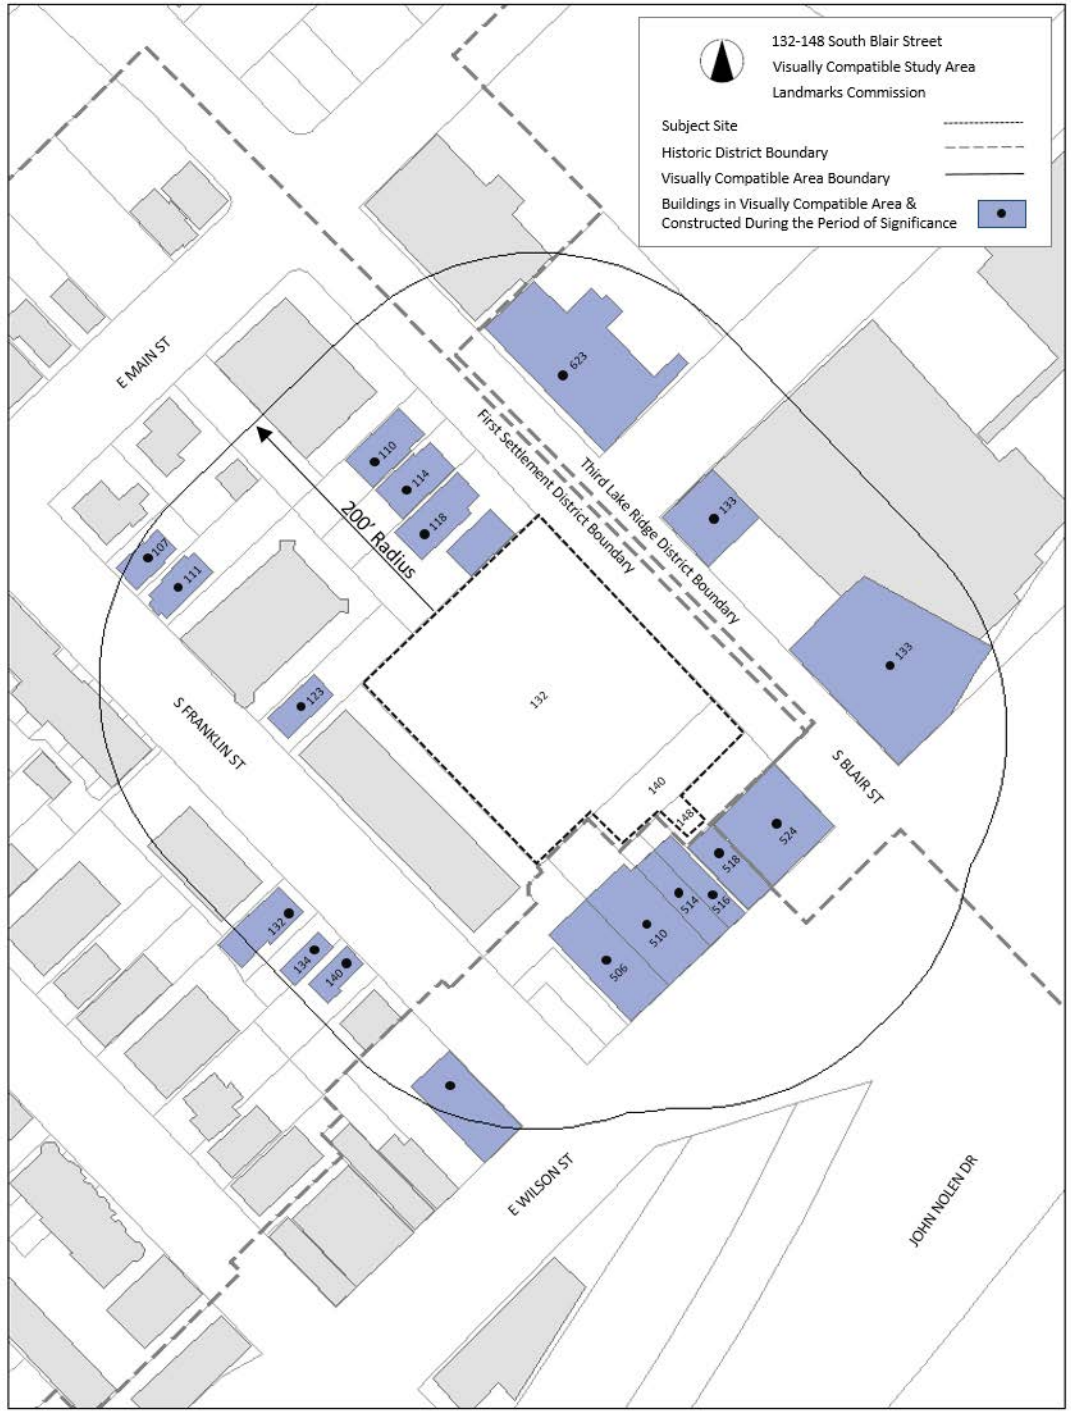 132-148 South Blair Street
Visually Compatible Study Area
Landmarks Commission
Subject Site
Historic District Boundary
Visually Compatible Area Boundary
Buildings in Visually Compatible Area &
Constructed During the Period of Significance
E MAIN ST
623
110
114
118
200' Radius
First Settlement District Boundary
Third Lake Ridge District Boundary
133
107
111
133
123
132
S FRANKLIN ST
S BLAIR ST
140
148
524
518
516
514
510
506
132
134
140
E WILSON ST
JOHN NOLEN DR